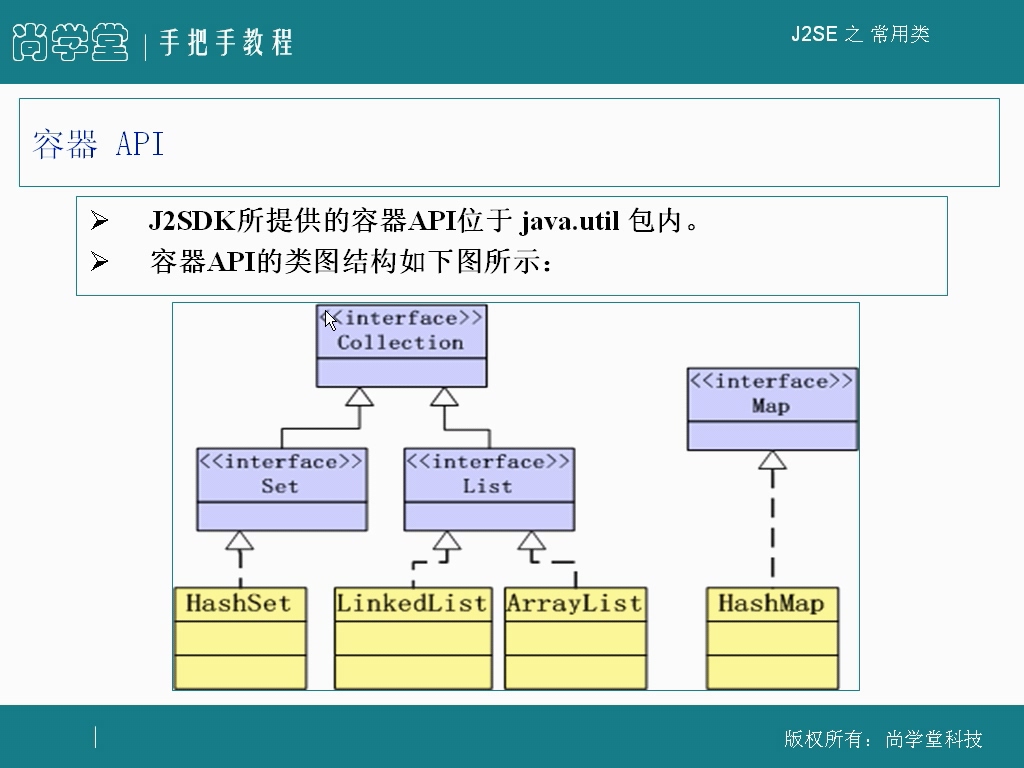 尚学堂 | 手把手教程
J2SE 之 常用类
容器 API
J2SDK所提供的容器API位于 java.util 包内。
容器API的类图结构如下图所示：
<<interface>>
Collection
<<interface>>
Map
<<interface>>
Set
<<interface>>
List
HashSet
LinkedList
ArrayList
HashMap
版权所有：尚学堂科技